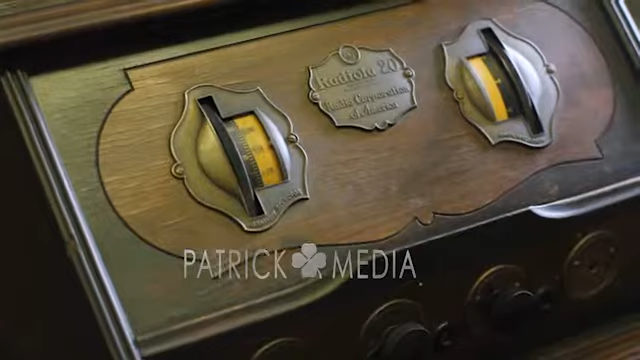 Radiola 20
Radio Corporation
of America
PATRICK MEDIA